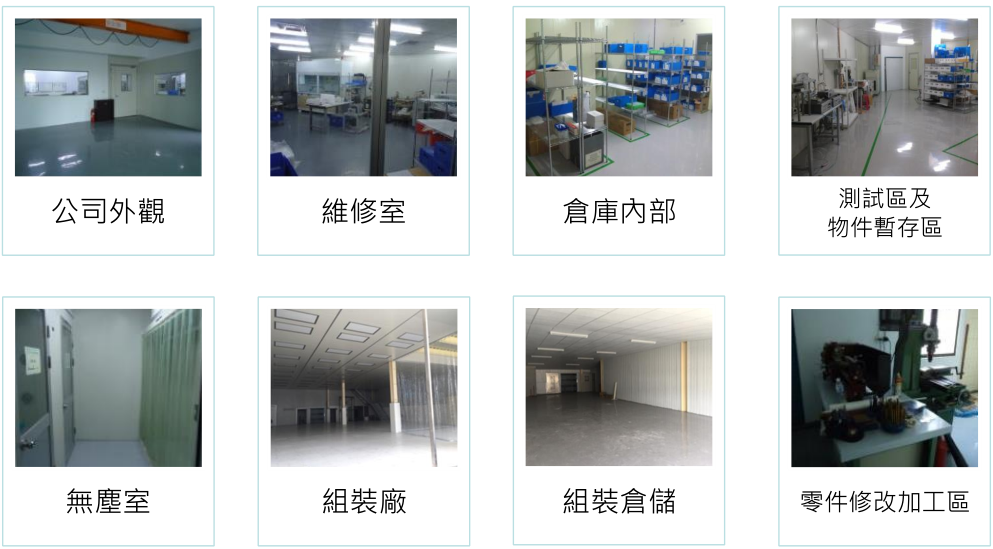 公司外觀
維修室
倉庫內部
測試區及
物件暫存區
無塵室
組裝廠
組裝倉儲
零件修改加工區